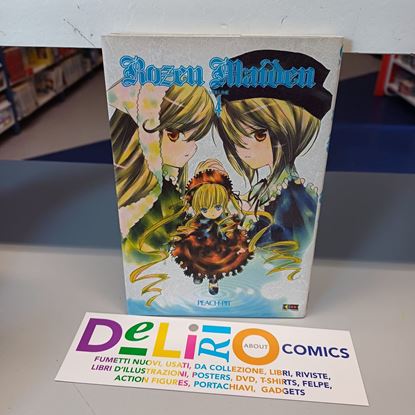 Rozen Maiden
4
PEACH-PIT
DeLiRiO ABOUT COMICS
FUMETTI NUOVI, USATI, DA COLLEZIONE, LIBRI, RIVISTE,
LIBRI D'ILLUSTRAZIONI, POSTERS, DVD, T-SHIRTS, FELPE,
ACTION FIGURES, PORTACHIAVI, GADGETS